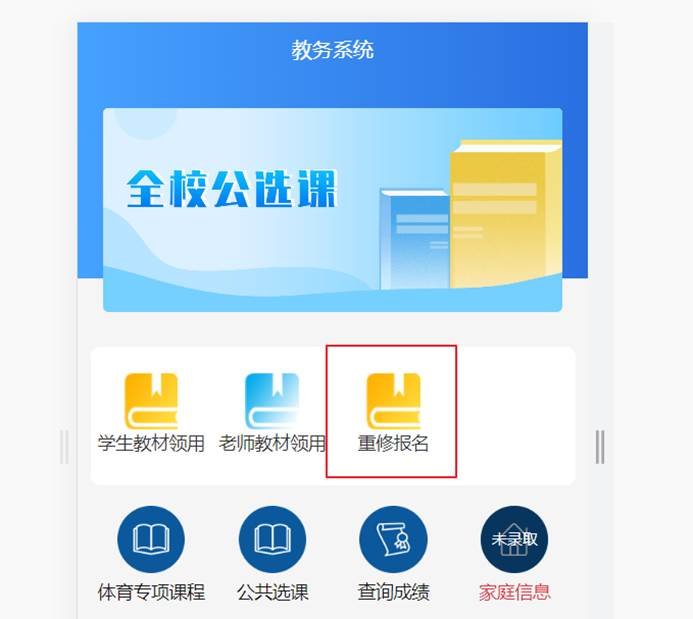 教务系统
全校公选课
学生教材领用
老师教材领用
重修报名
体育专项课程
公共选课
查询成绩
未录取
家庭信息